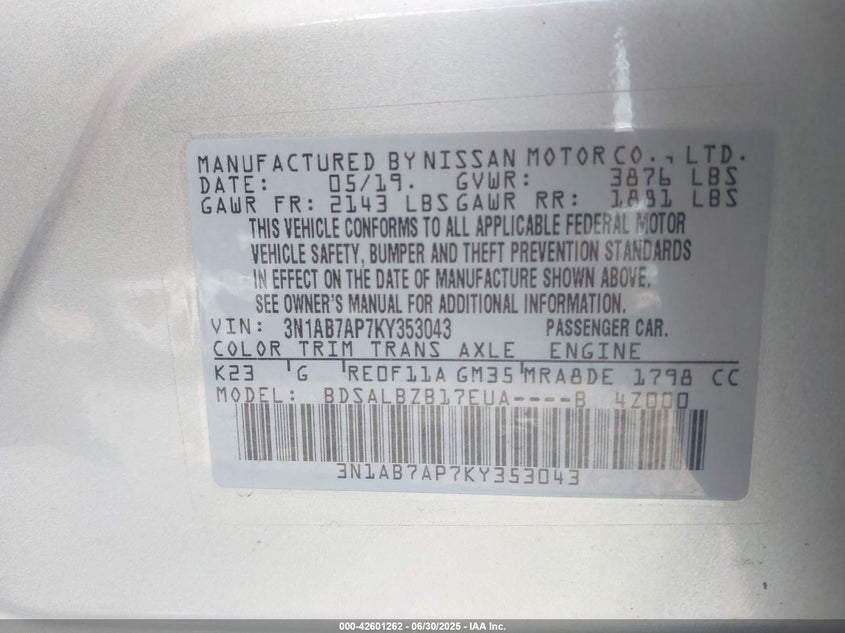 MANUFACTURED BY NISSAN MOTOR CO., LTD.
DATE: 05/19. GVWR: 3876 LBS
GAWR FR: 2143 LBS GAWR RR: 1891 LBS
THIS VEHICLE CONFORMS TO ALL APPLICABLE FEDERAL MOTOR
VEHICLE SAFETY, BUMPER AND THEFT PREVENTION STANDARDS
IN EFFECT ON THE DATE OF MANUFACTURE SHOWN ABOVE.
SEE OWNER'S MANUAL FOR ADDITIONAL INFORMATION.
VIN: 3N1AB7AP7KY353043 PASSENGER CAR.
COLOR TRIM TRANS AXLE ENGINE
K23 G RE0F11A GM35 MRA8DE 1798 CC
MODEL: BDSALBZB17EUA----B 4Z000
3N1AB7AP7KY353043
000-42601262 - 06/30/2025 - IAA Inc.